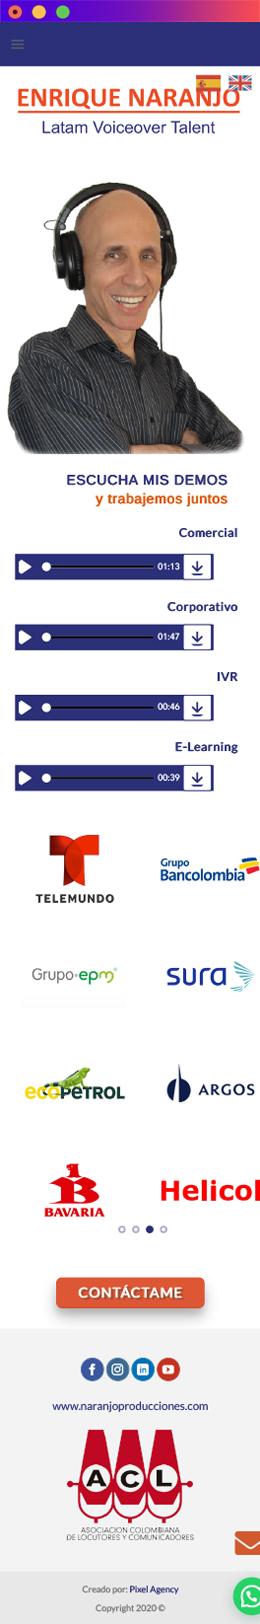 ENRIQUE NARANJO
Latam Voiceover Talent
ESCUCHA MIS DEMOS
y trabajemos juntos
Comercial
01:13
Corporativo
01:47
IVR
00:46
E-Learning
00:39
TELEMUNDO
Grupo
Bancolombia
Grupo·epm
sura
ecopetrol
ARGOS
BAVARIA
Helicol
CONTÁCTAME
www.naranjoproducciones.com
ACL
ASOCIACION COLOMBIANA
DE LOCUTORES Y COMUNICADORES
Creado por: Pixel Agency
Copyright 2020 ©